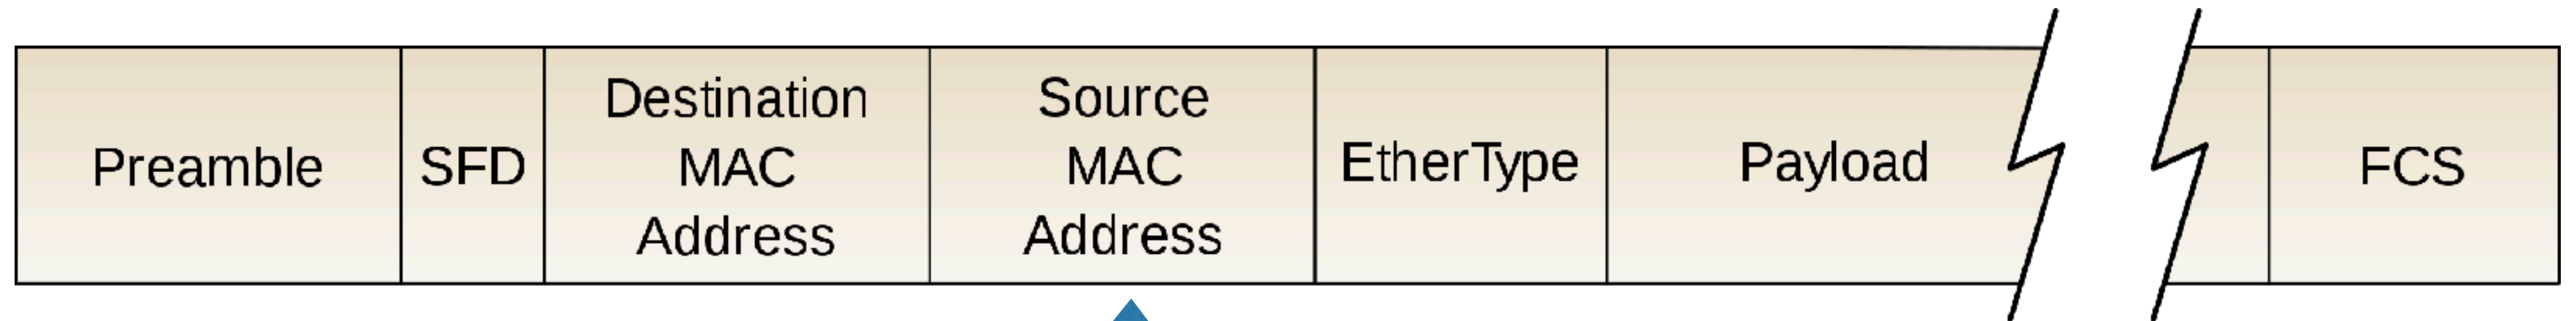 Preamble
SFD
Destination
MAC
Address
Source
MAC
Address
EtherType
Payload
FCS